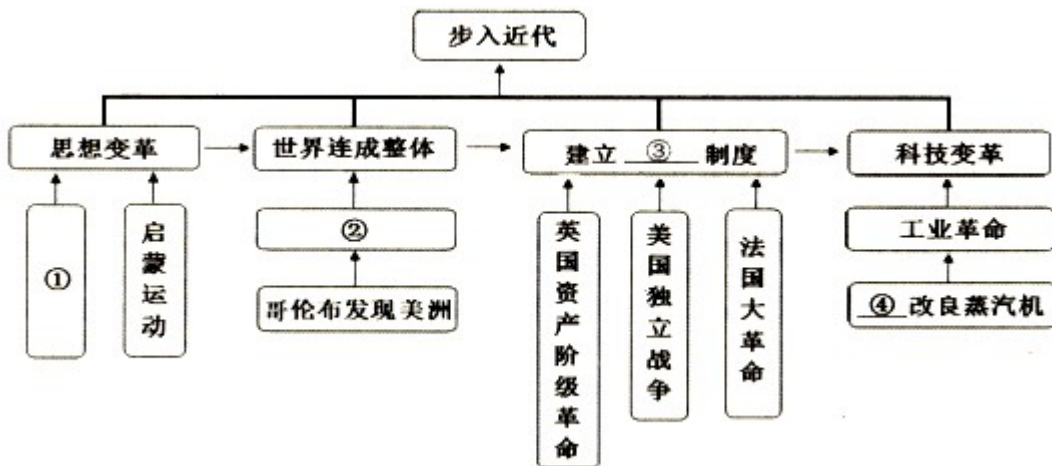 步入近代
思想变革
世界连成整体
建立 ③ 制度
科技变革
①
启蒙运动
②
哥伦布发现美洲
英国资产阶级革命
美国独立战争
法国大革命
工业革命
④改良蒸汽机